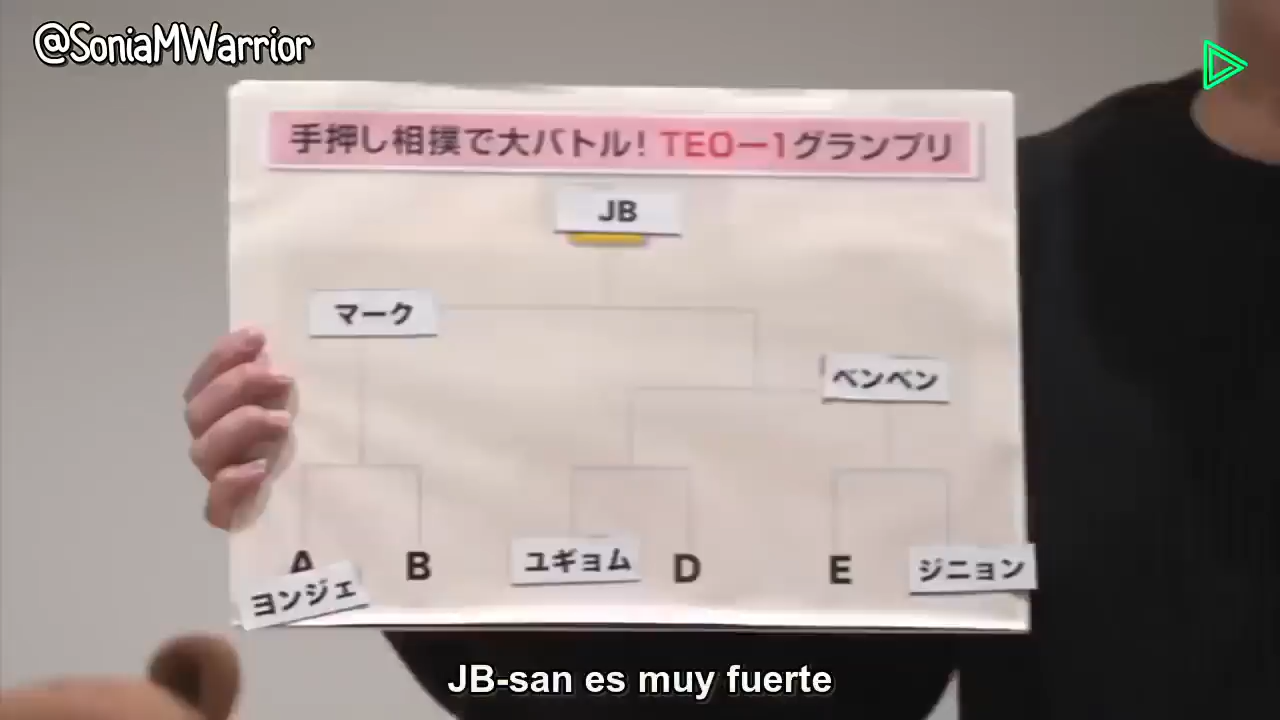 @SoniaMWarrior
手押し相撲で大バトル! TEO－1グランプリ
JB
マーク
ベンベン
A B ユギョム D E ジニョン
ヨンジェ
JB-san es muy fuerte